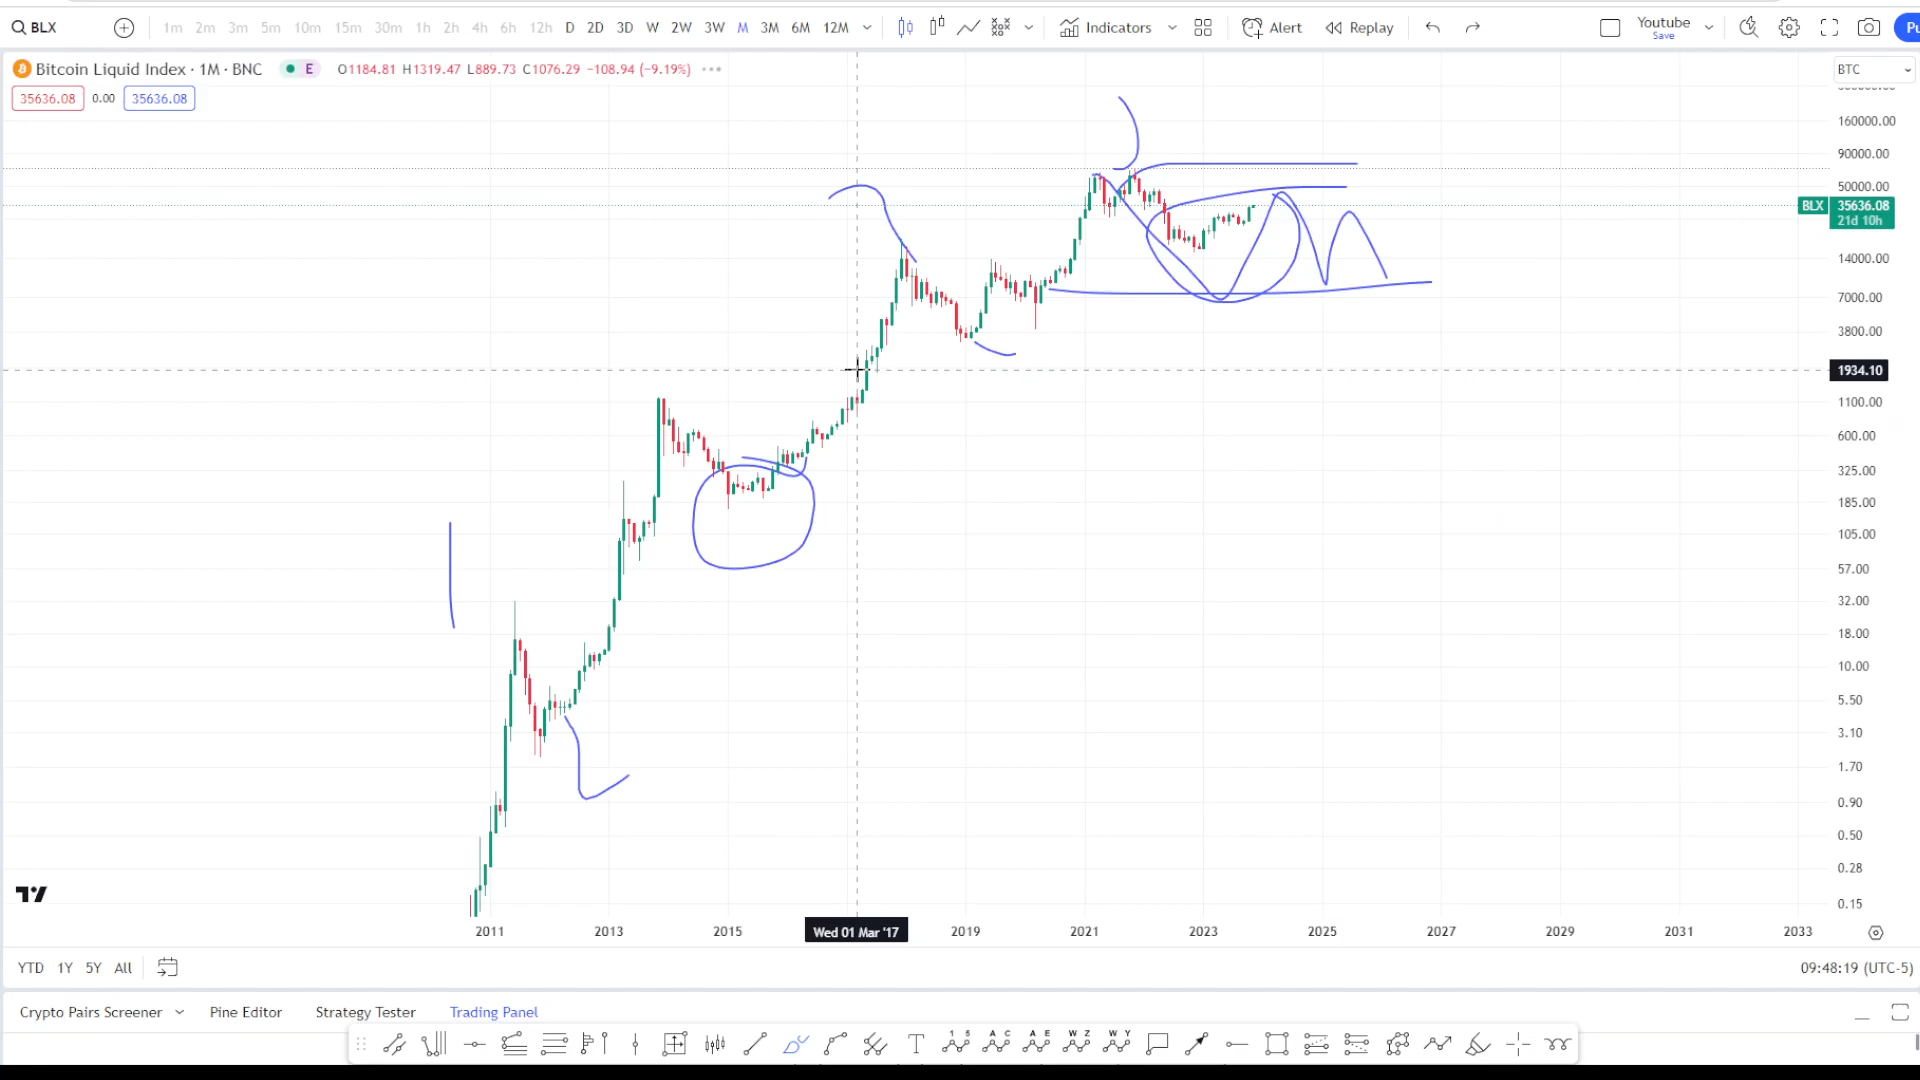 BLX 1m 2m 3m 5m 10m 15m 30m 1h 2h 4h 6h 12h D 2D 3D W 2W 3W M 3M 6M 12M Indicators Alert Replay Youtube
Save
Bitcoin Liquid Index · 1M · BNC E O1184.81 H1319.47 L889.73 C1076.29 −108.94 (−9.19%) BTC
35636.08 0.00 35636.08
160000.00
90000.00
50000.00
BLX 35636.08
21d 10h
14000.00
7000.00
3800.00
1934.10
1100.00
600.00
325.00
185.00
105.00
57.00
32.00
18.00
10.00
5.50
3.10
1.70
0.90
0.50
0.28
0.15
2011 2013 2015 Wed 01 Mar '17 2019 2021 2023 2025 2027 2029 2031 2033
YTD 1Y 5Y All 09:48:19 (UTC-5)
Crypto Pairs Screener Pine Editor Strategy Tester Trading Panel